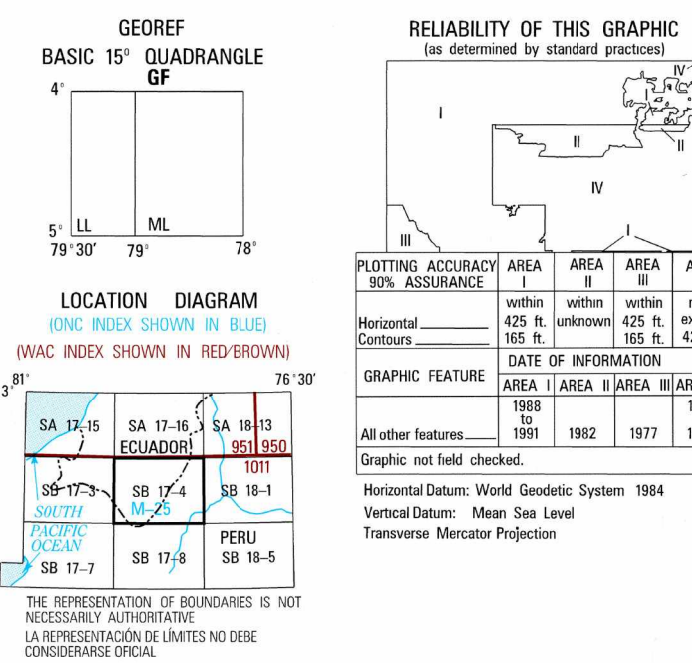 GEOREF
BASIC 15° QUADRANGLE
GF
4°
5° LL ML
79°30′ 79° 78°
LOCATION DIAGRAM
(ONC INDEX SHOWN IN BLUE)
(WAC INDEX SHOWN IN RED/BROWN)
81° 76°30′
3°
SA 17-15 SA 17-16 SA 18-13
ECUADOR 951 950
1011
SB 17-3 SB 17-4 SB 18-1
SOUTH M-25
PACIFIC
OCEAN PERU
SB 17-7 SB 17-8 SB 18-5
THE REPRESENTATION OF BOUNDARIES IS NOT
NECESSARILY AUTHORITATIVE
LA REPRESENTACIÓN DE LÍMITES NO DEBE
CONSIDERARSE OFICIAL
RELIABILITY OF THIS GRAPHIC
(as determined by standard practices)
IV
I
I
II
II
IV
III
I
PLOTTING ACCURACY AREA AREA AREA
90% ASSURANCE I II III
within within within
Horizontal 425 ft. unknown 425 ft.
Contours 165 ft. 165 ft.
DATE OF INFORMATION
GRAPHIC FEATURE
AREA I AREA II AREA III
1988
to
All other features 1991 1982 1977
Graphic not field checked.
Horizontal Datum: World Geodetic System 1984
Vertical Datum: Mean Sea Level
Transverse Mercator Projection